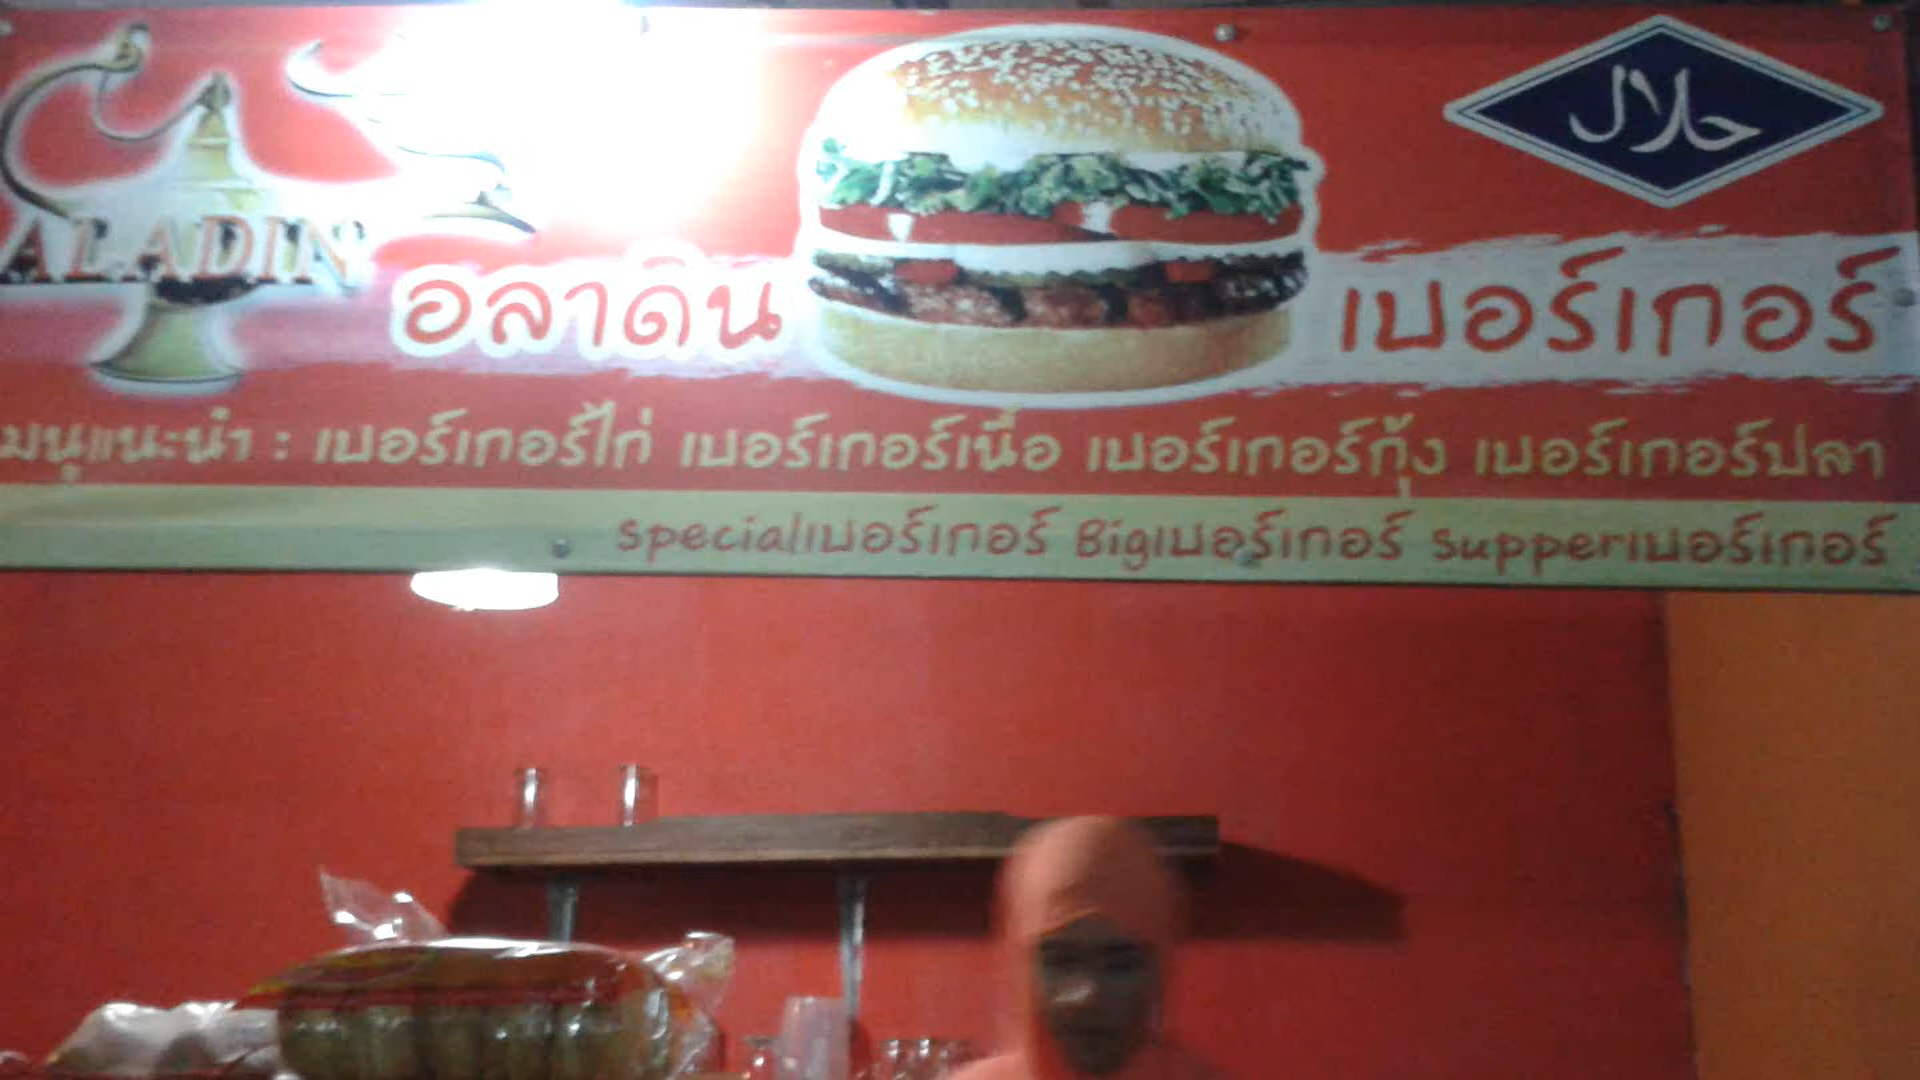 حلال
ALADIN
อลาดิน เบอร์เกอร์
มนูแนะนำ : เบอร์เกอร์ไก่ เบอร์เกอร์เนื้อ เบอร์เกอร์กุ้ง เบอร์เกอร์ปลา
specialเบอร์เกอร์ Bigเบอร์เกอร์ supperเบอร์เกอร์